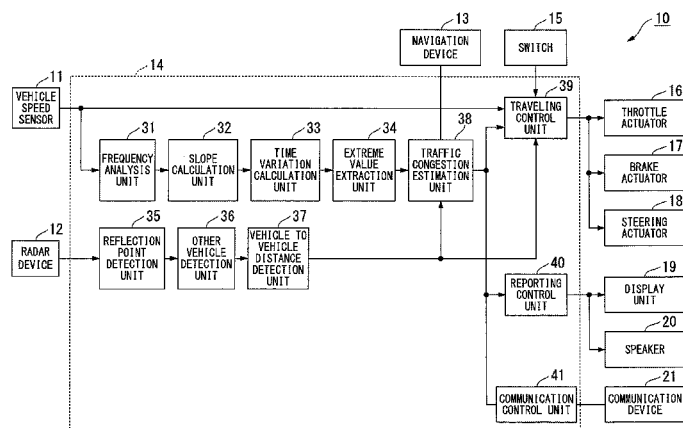 10
13
NAVIGATION
DEVICE
15
SWITCH
14
11
VEHICLE
SPEED
SENSOR
39
TRAVELING
CONTROL
UNIT
16
THROTTLE
ACTUATOR
31
FREQUENCY
ANALYSIS
UNIT
32
SLOPE
CALCULATION
UNIT
33
TIME
VARIATION
CALCULATION
UNIT
34
EXTREME
VALUE
EXTRACTION
UNIT
38
TRAFFIC
CONGESTION
ESTIMATION
UNIT
17
BRAKE
ACTUATOR
18
STEERING
ACTUATOR
12
RADAR
DEVICE
35
REFLECTION
POINT
DETECTION
UNIT
36
OTHER
VEHICLE
DETECTION
UNIT
37
VEHICLE TO
VEHICLE
DISTANCE
DETECTION
UNIT
40
REPORTING
CONTROL
UNIT
19
DISPLAY
UNIT
20
SPEAKER
41
COMMUNICATION
CONTROL UNIT
21
COMMUNICATION
DEVICE